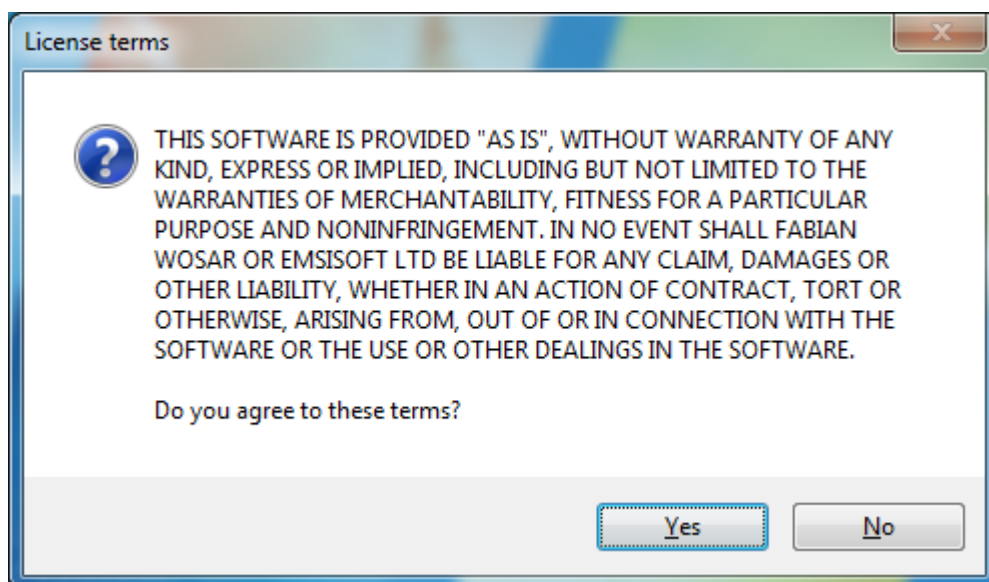 License terms
THIS SOFTWARE IS PROVIDED "AS IS", WITHOUT WARRANTY OF ANY
KIND, EXPRESS OR IMPLIED, INCLUDING BUT NOT LIMITED TO THE
WARRANTIES OF MERCHANTABILITY, FITNESS FOR A PARTICULAR
PURPOSE AND NONINFRINGEMENT. IN NO EVENT SHALL FABIAN
WOSAR OR EMSISOFT LTD BE LIABLE FOR ANY CLAIM, DAMAGES OR
OTHER LIABILITY, WHETHER IN AN ACTION OF CONTRACT, TORT OR
OTHERWISE, ARISING FROM, OUT OF OR IN CONNECTION WITH THE
SOFTWARE OR THE USE OR OTHER DEALINGS IN THE SOFTWARE.
Do you agree to these terms?
Yes No